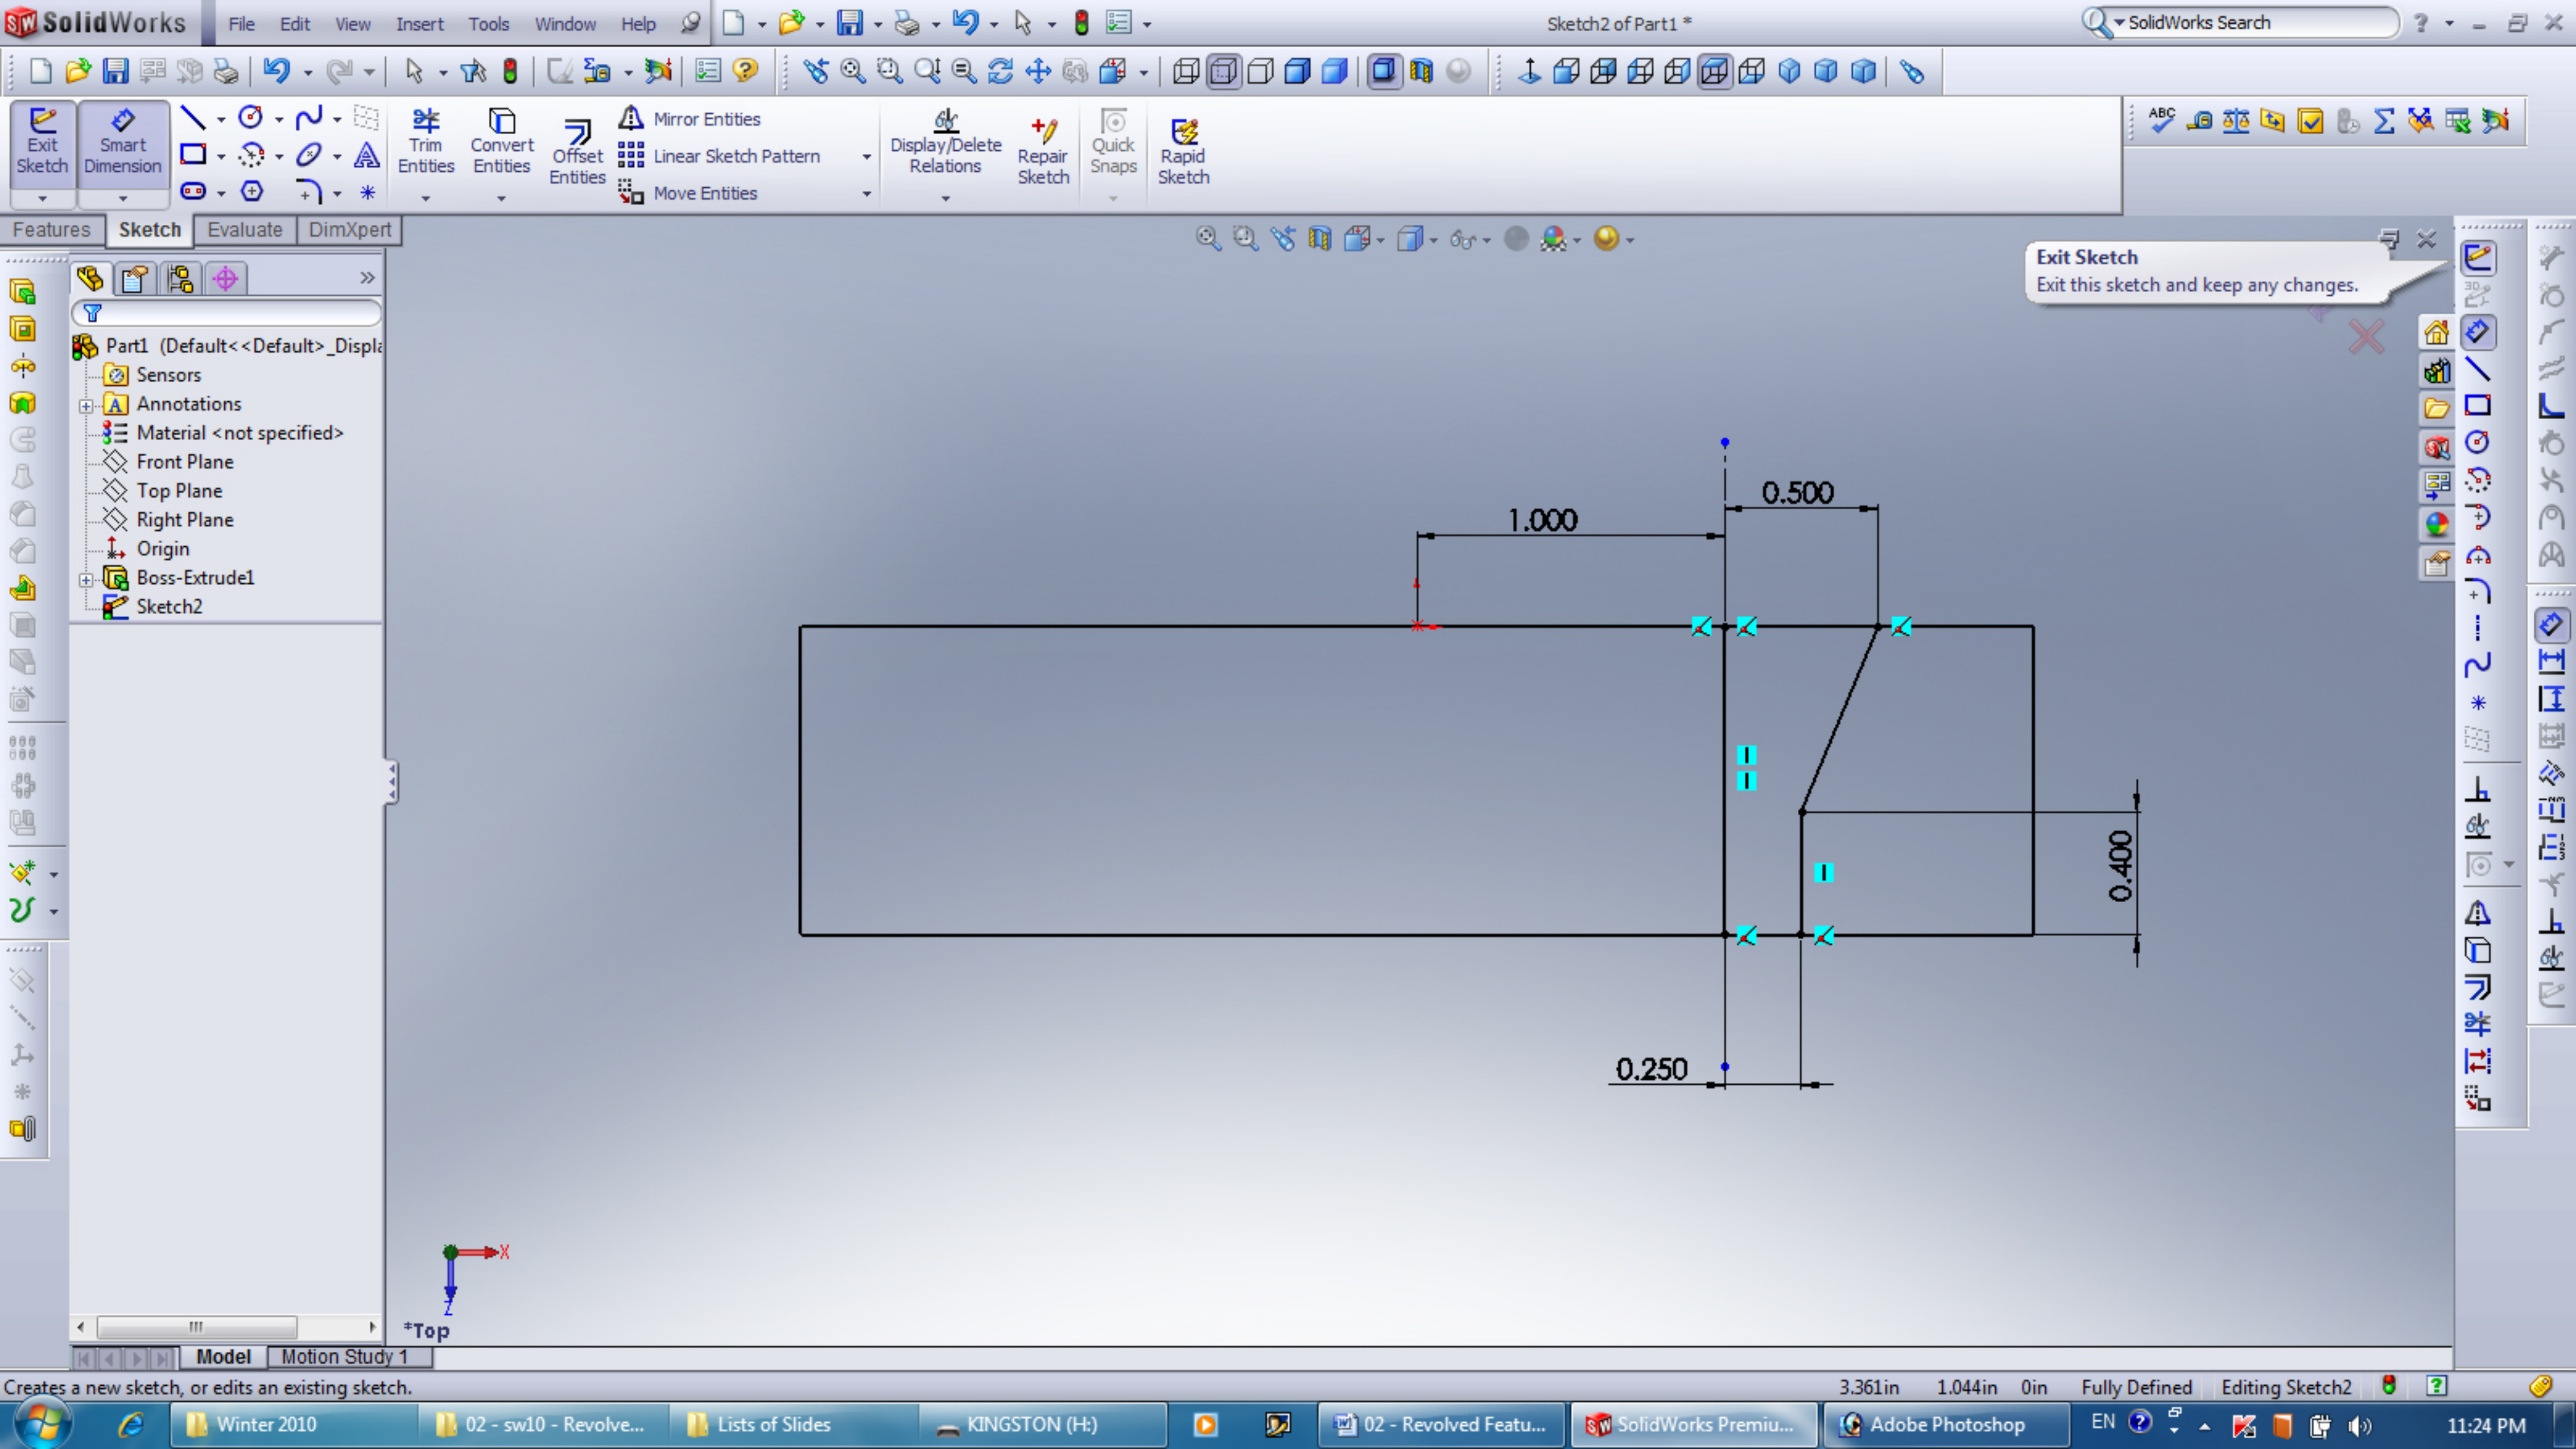 SolidWorks File Edit View Insert Tools Window Help Sketch2 of Part1 * SolidWorks Search
Exit Sketch
Smart Dimension
Trim Entities
Convert Entities
Offset Entities
Mirror Entities
Linear Sketch Pattern
Move Entities
Display/Delete Relations
Repair Sketch
Quick Snaps
Rapid Sketch
ABC
Features Sketch Evaluate DimXpert
Exit Sketch
Exit this sketch and keep any changes.
3D
Part1 (Default<<Default>_Displa
Sensors
Annotations
Material <not specified>
Front Plane
Top Plane
Right Plane
Origin
Boss-Extrude1
Sketch2
0.500
1.000
0.400
0.250
X
Z
*Top
Model Motion Study 1
Creates a new sketch, or edits an existing sketch. 3.361in 1.044in 0in Fully Defined Editing Sketch2
Winter 2010 02 - sw10 - Revolve... Lists of Slides KINGSTON (H:) 02 - Revolved Featu... SolidWorks Premiu... Adobe Photoshop EN 11:24 PM